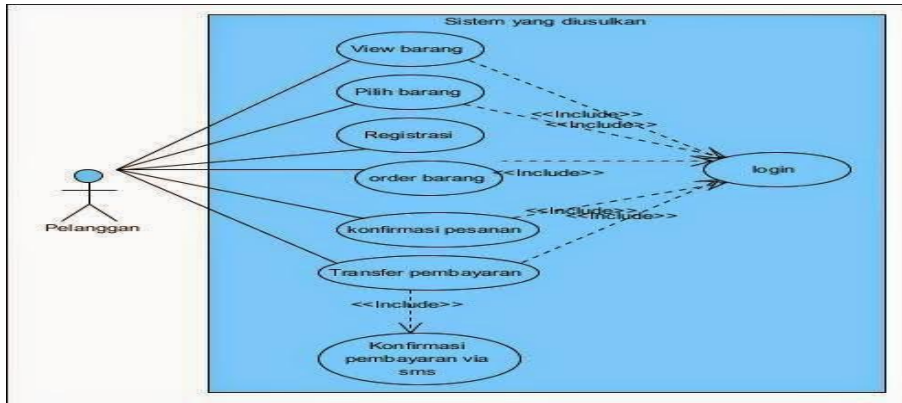 Sistem yang diusulkan
View barang
Pilih barang
<<Include>>
<<Include>>
Registrasi
order barang
<<Include>>
login
Pelanggan
konfirmasi pesanan
<<Include>>
<<Include>>
Transfer pembayaran
<<Include>>
Konfirmasi
pembayaran via
sms